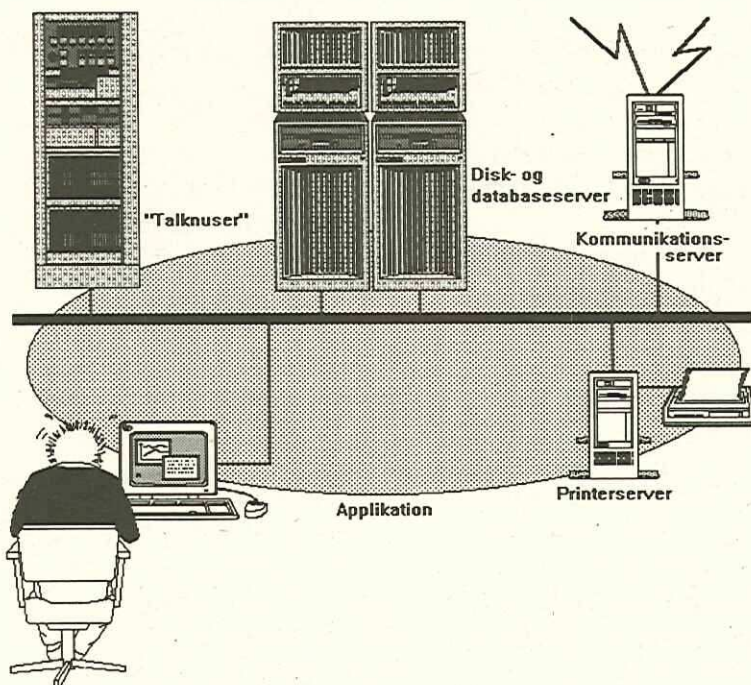 "Talknuser"
Disk- og
databaseserver
Kommunikations-
server
Printerserver
Applikation